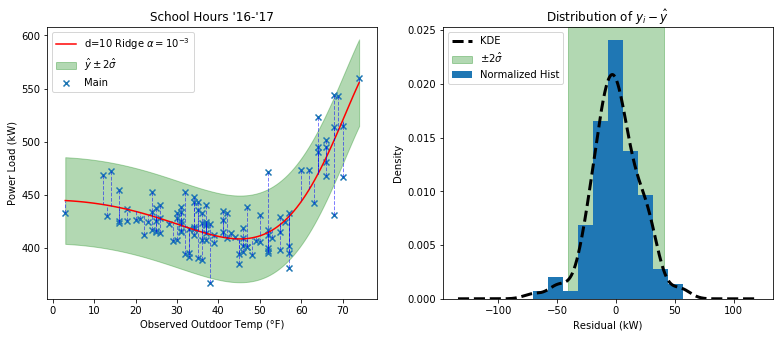 School Hours '16-'17
d=10 Ridge α = 10⁻³
ŷ ± 2σ̂
Main
600
550
500
450
400
0 10 20 30 40 50 60 70
Power Load (kW)
Observed Outdoor Temp (°F)
Distribution of yᵢ − ŷ
KDE
±2σ̂
Normalized Hist
0.025
0.020
0.015
0.010
0.005
0.000
−100 −50 0 50 100
Density
Residual (kW)